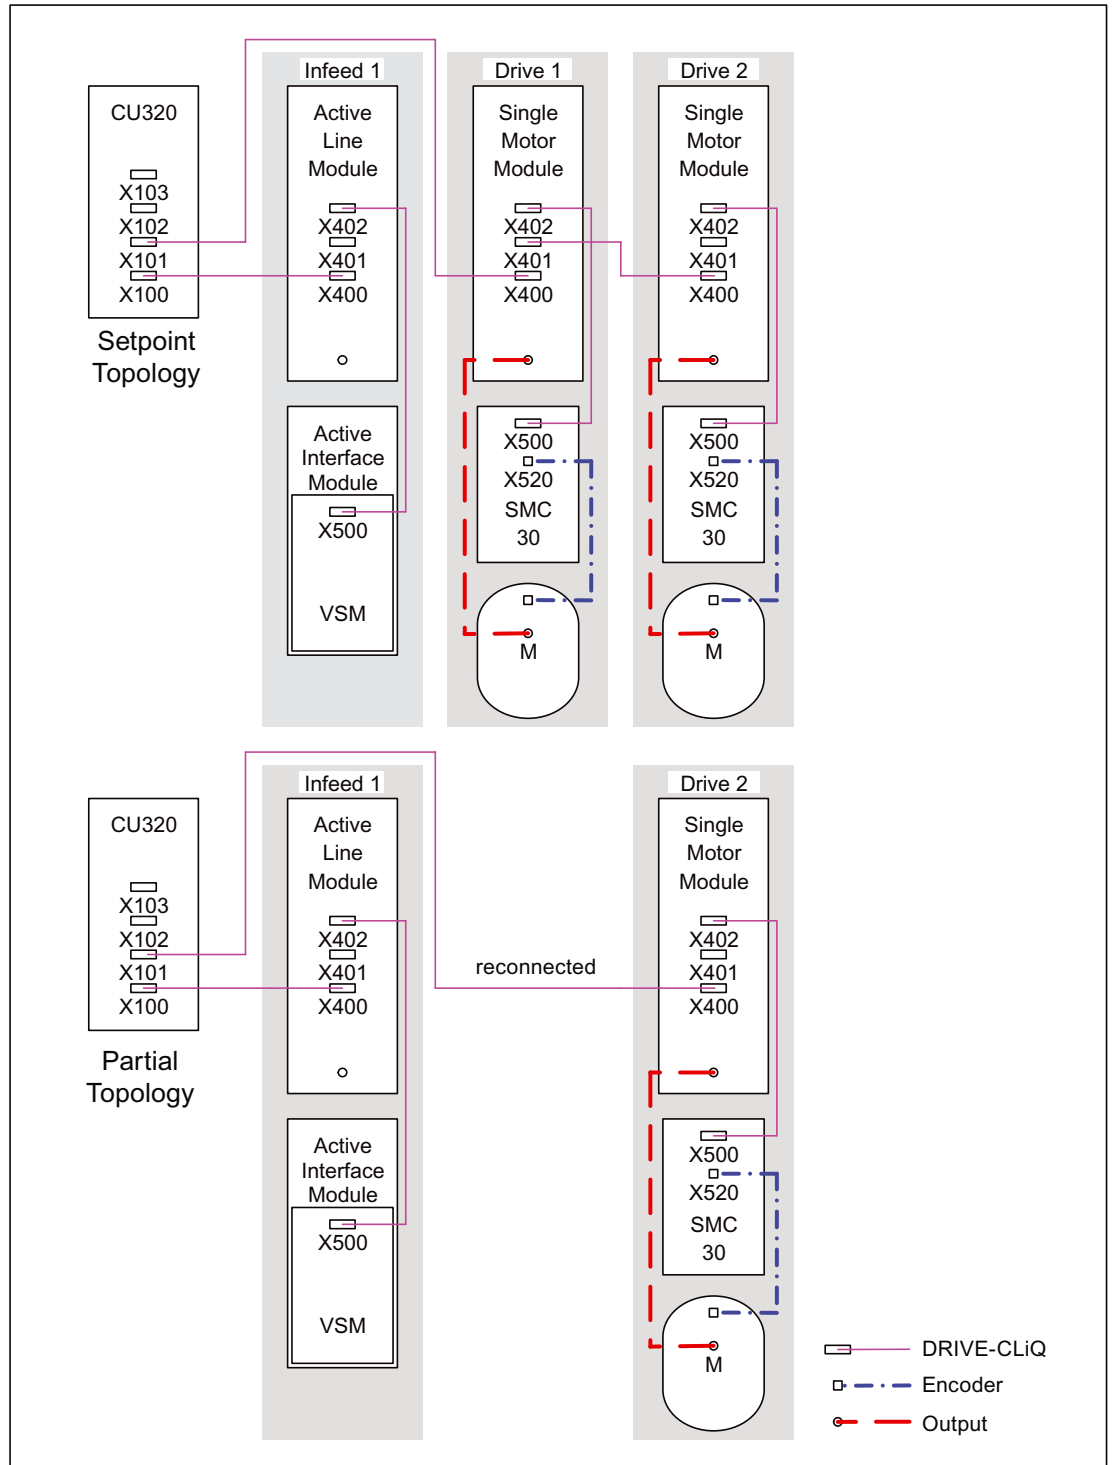 Infeed 1
Drive 1
Drive 2
CU320
X103
X102
X101
X100
Setpoint
Topology
Active
Line
Module
X402
X401
X400
Active
Interface
Module
X500
VSM
Single
Motor
Module
X402
X401
X400
X500
X520
SMC
30
M
Single
Motor
Module
X402
X401
X400
X500
X520
SMC
30
M
Infeed 1
Drive 2
CU320
X103
X102
X101
X100
Partial
Topology
Active
Line
Module
X402
X401
X400
Active
Interface
Module
X500
VSM
reconnected
Single
Motor
Module
X402
X401
X400
X500
X520
SMC
30
M
DRIVE-CLiQ
Encoder
Output